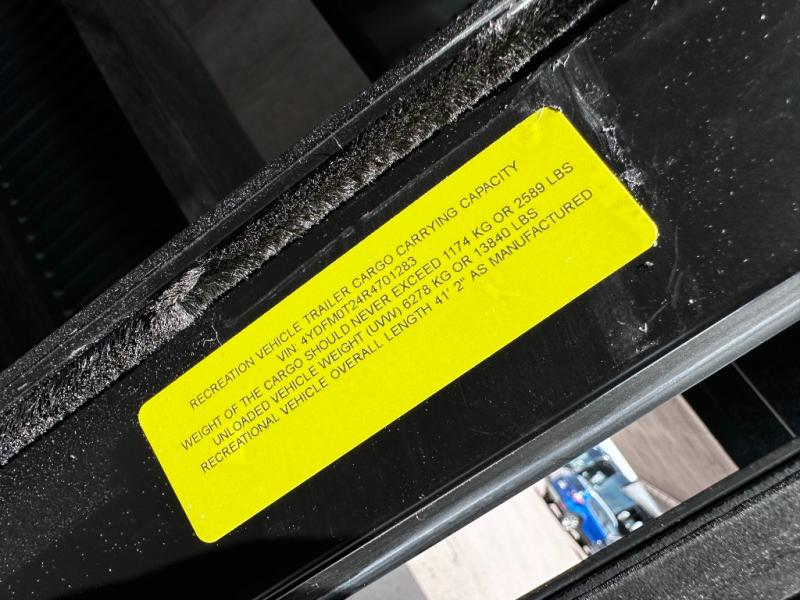 RECREATION VEHICLE TRAILER CARGO CARRYING CAPACITY
VIN: 4YDFM0T24R4701283
WEIGHT OF THE CARGO SHOULD NEVER EXCEED 1174 KG OR 2589 LBS
UNLOADED VEHICLE WEIGHT (UVW) 6278 KG OR 13840 LBS
RECREATIONAL VEHICLE OVERALL LENGTH 41' 2" AS MANUFACTURED